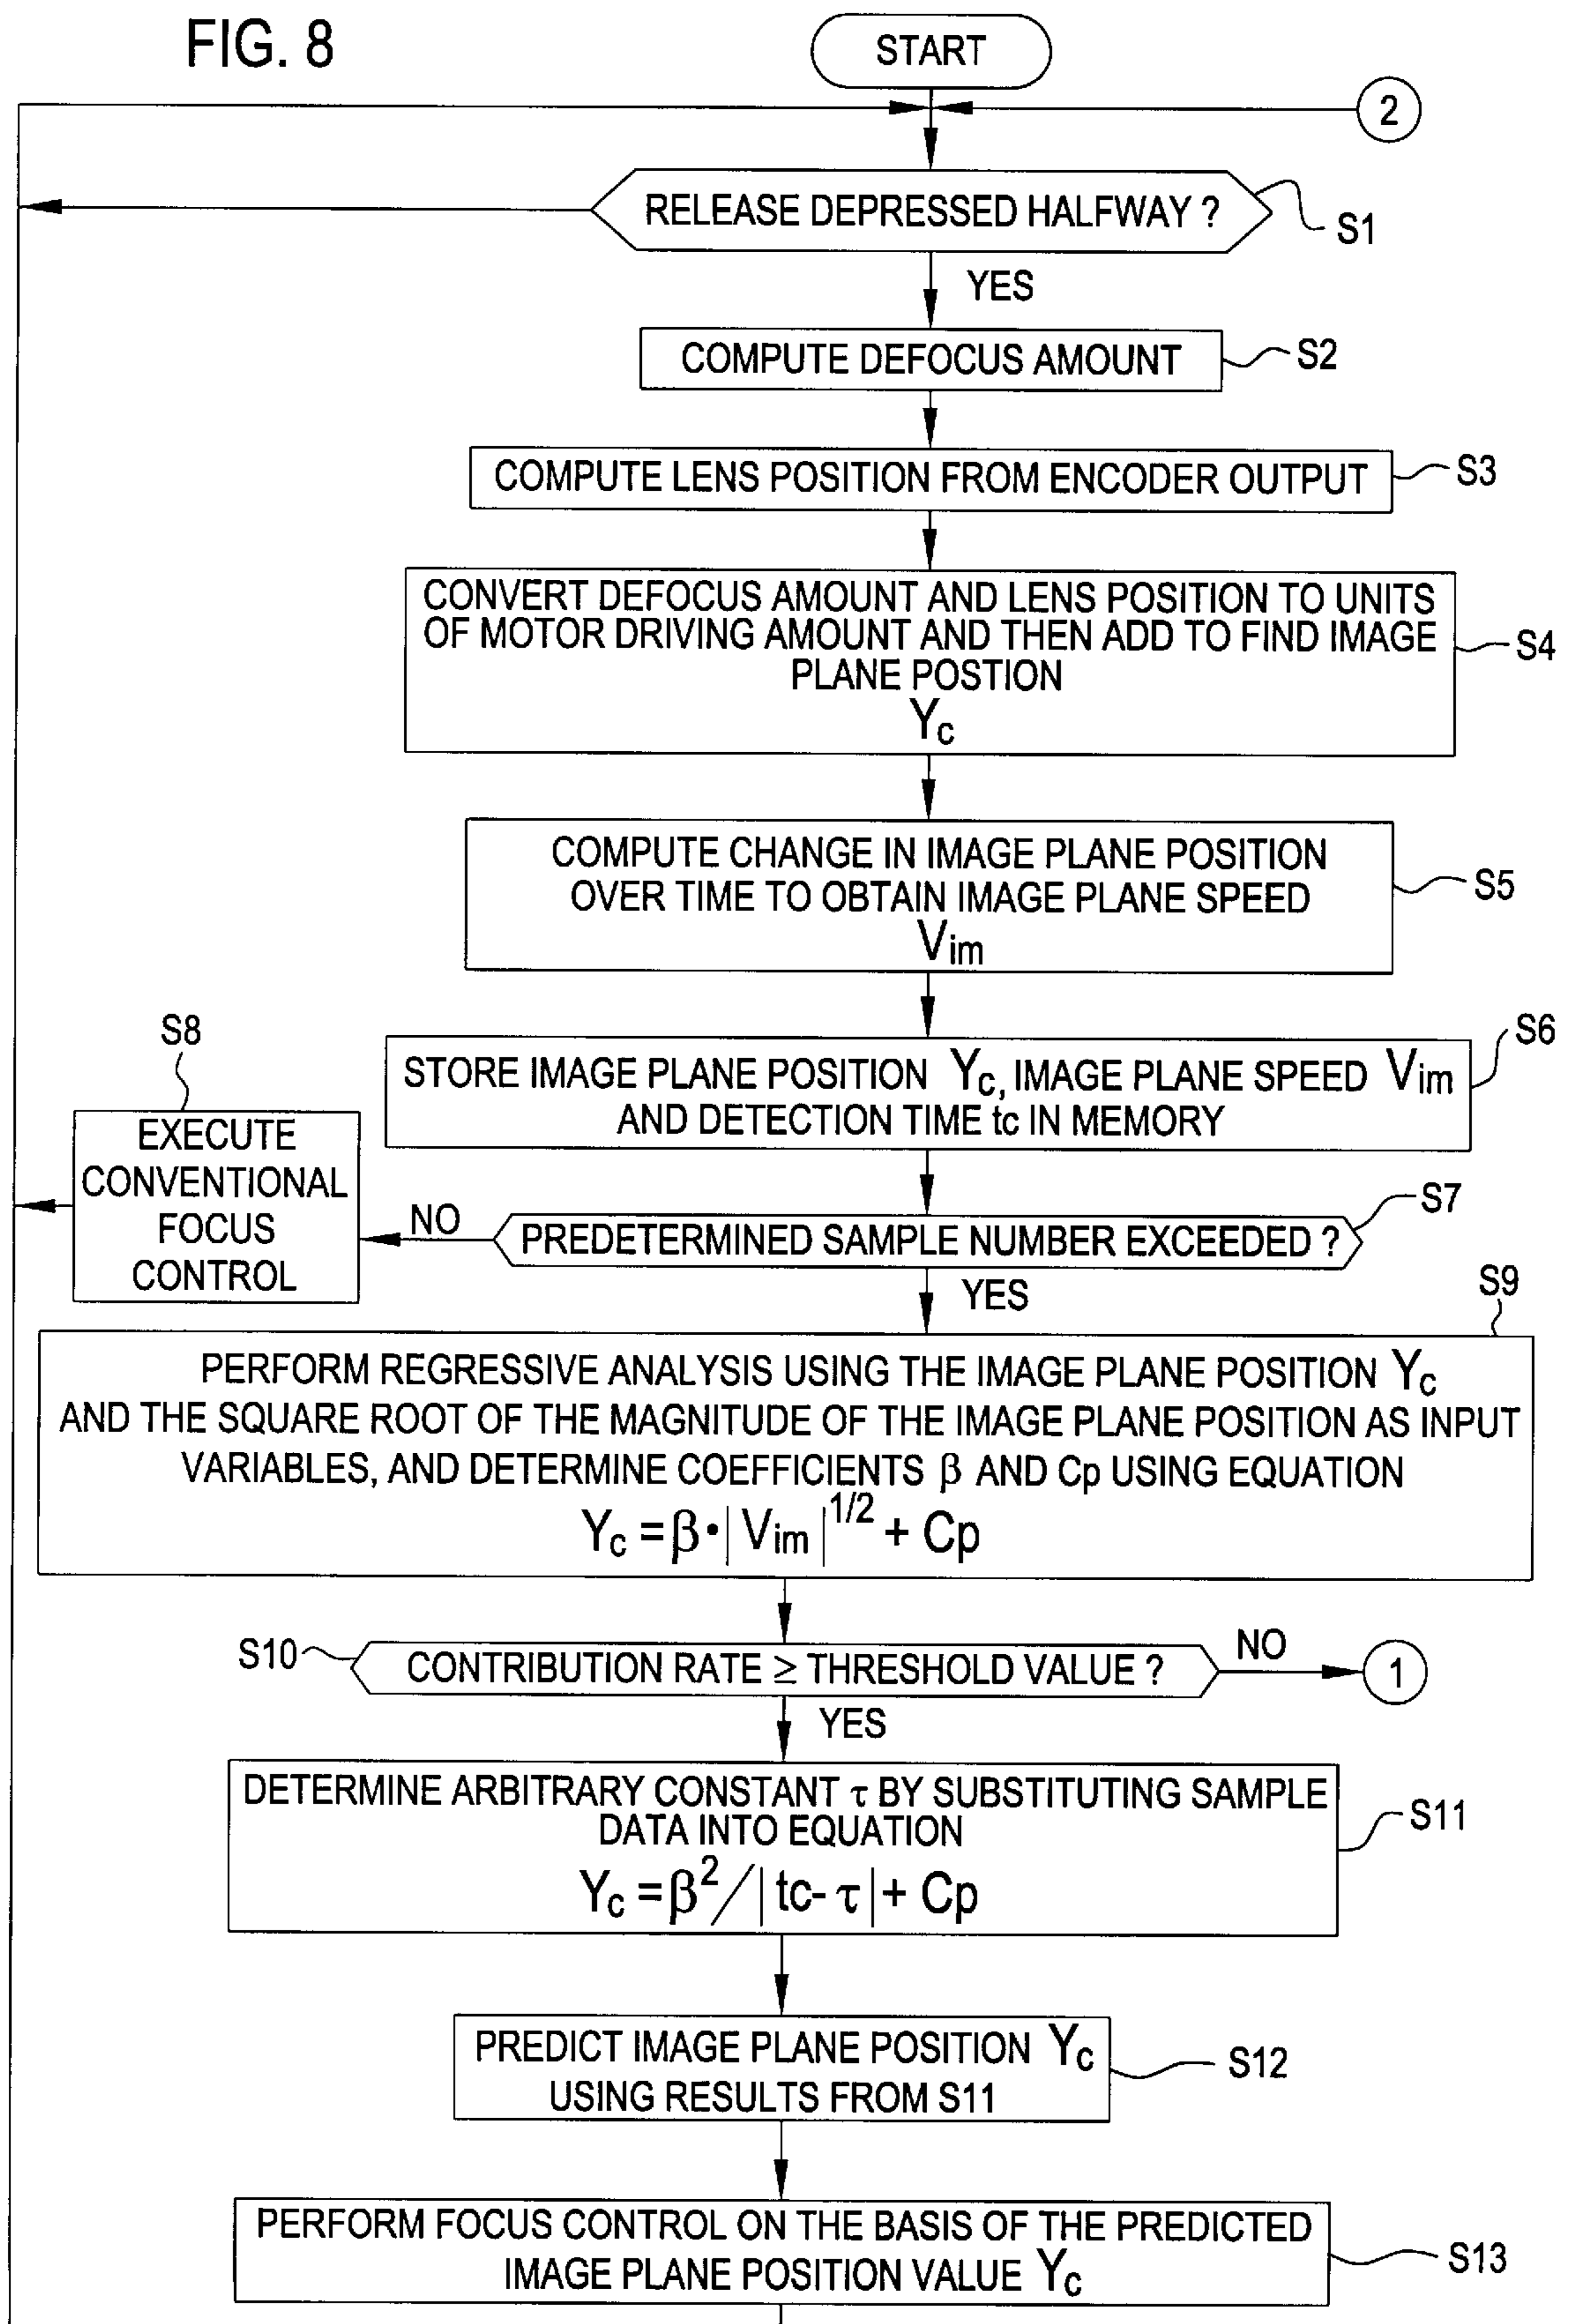 FIG. 8
START
2
RELEASE DEPRESSED HALFWAY ?
S1
YES
COMPUTE DEFOCUS AMOUNT
S2
COMPUTE LENS POSITION FROM ENCODER OUTPUT
S3
CONVERT DEFOCUS AMOUNT AND LENS POSITION TO UNITS
OF MOTOR DRIVING AMOUNT AND THEN ADD TO FIND IMAGE
PLANE POSTION
Yc
S4
COMPUTE CHANGE IN IMAGE PLANE POSITION
OVER TIME TO OBTAIN IMAGE PLANE SPEED
Vim
S5
STORE IMAGE PLANE POSITION Yc, IMAGE PLANE SPEED Vim
AND DETECTION TIME tc IN MEMORY
S6
S8
EXECUTE
CONVENTIONAL
FOCUS
CONTROL
NO
PREDETERMINED SAMPLE NUMBER EXCEEDED ?
S7
YES
S9
PERFORM REGRESSIVE ANALYSIS USING THE IMAGE PLANE POSITION Yc
AND THE SQUARE ROOT OF THE MAGNITUDE OF THE IMAGE PLANE POSITION AS INPUT
VARIABLES, AND DETERMINE COEFFICIENTS β AND Cp USING EQUATION
Yc = β•| Vim |^1/2 + Cp
S10
CONTRIBUTION RATE ≥ THRESHOLD VALUE ?
NO
1
YES
DETERMINE ARBITRARY CONSTANT τ BY SUBSTITUTING SAMPLE
DATA INTO EQUATION
Yc = β^2/| tc- τ | + Cp
S11
PREDICT IMAGE PLANE POSITION Yc
USING RESULTS FROM S11
S12
PERFORM FOCUS CONTROL ON THE BASIS OF THE PREDICTED
IMAGE PLANE POSITION VALUE Yc
S13